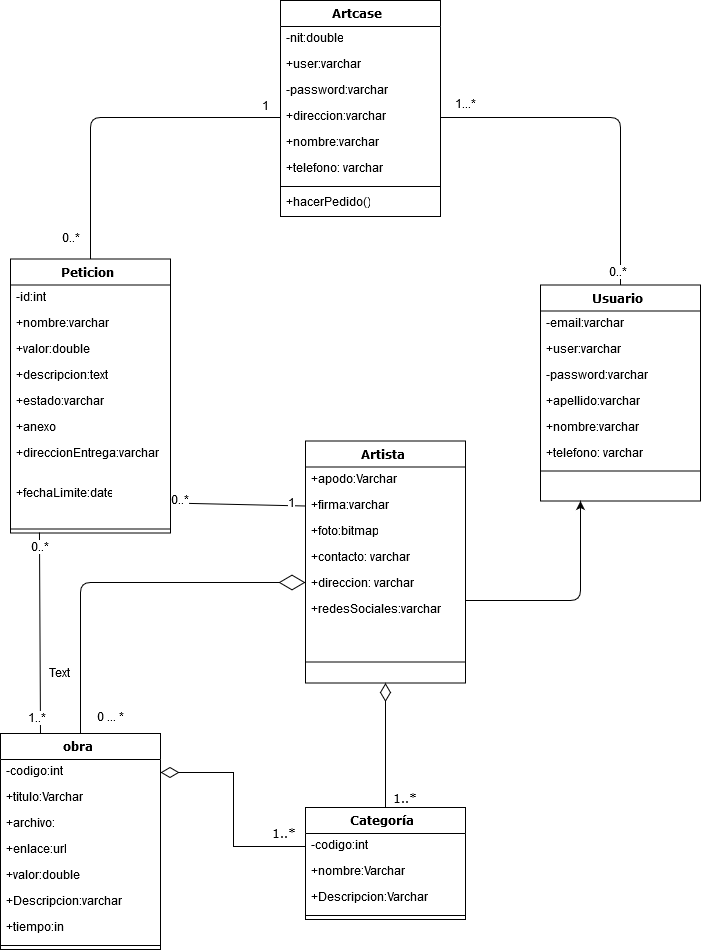 Artcase
-nit:double
+user:varchar
-password:varchar
+direccion:varchar
+nombre:varchar
+telefono: varchar
+hacerPedido()
1
1...*
0..*
0..*
Peticion
-id:int
+nombre:varchar
+valor:double
+descripcion:text
+estado:varchar
+anexo
+direccionEntrega:varchar
+fechaLimite:date
Usuario
-email:varchar
+user:varchar
-password:varchar
+apellido:varchar
+nombre:varchar
+telefono: varchar
Artista
+apodo:Varchar
+firma:varchar
+foto:bitmap
+contacto: varchar
+direccion: varchar
+redesSociales:varchar
0..*
1
0..*
Text
1..*
0 ... *
obra
-codigo:int
+titulo:Varchar
+archivo:
+enlace:url
+valor:double
+Descripcion:varchar
+tiempo:in
1..*
1..*
Categoría
-codigo:int
+nombre:Varchar
+Descripcion:Varchar